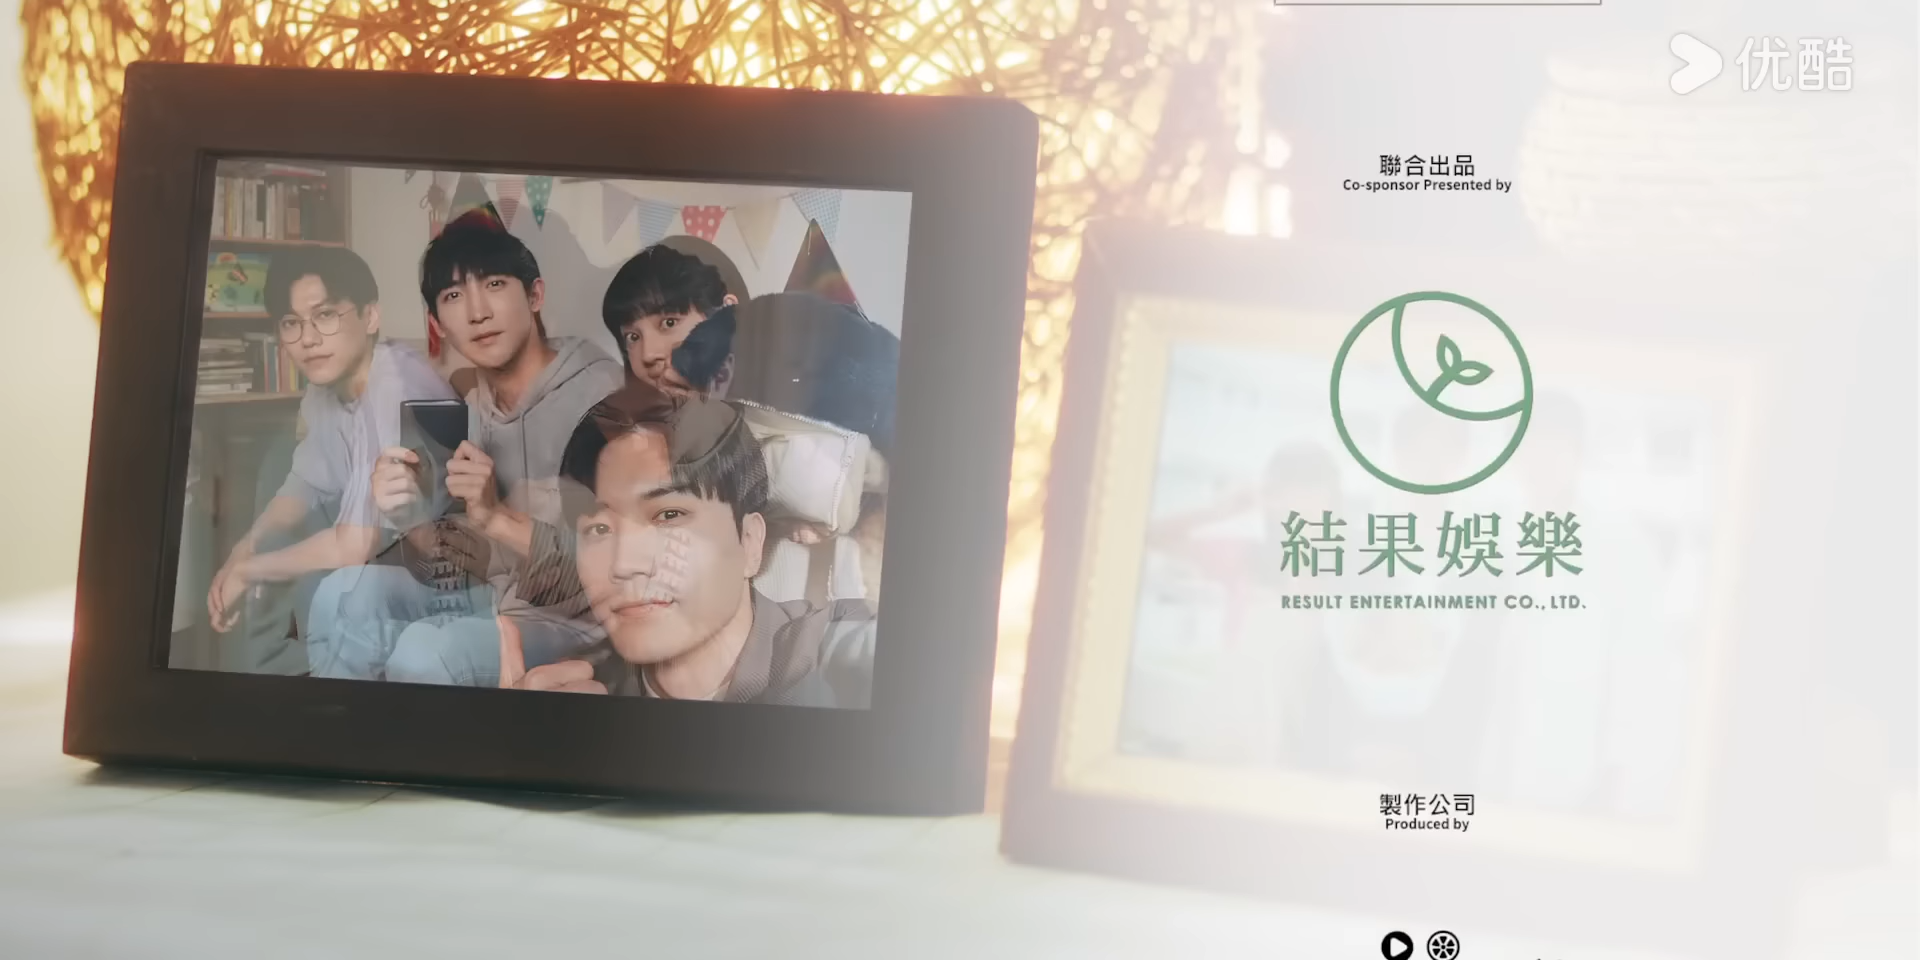 优酷
聯合出品
Co-sponsor Presented by
結果娛樂
RESULT ENTERTAINMENT CO., LTD.
製作公司
Produced by